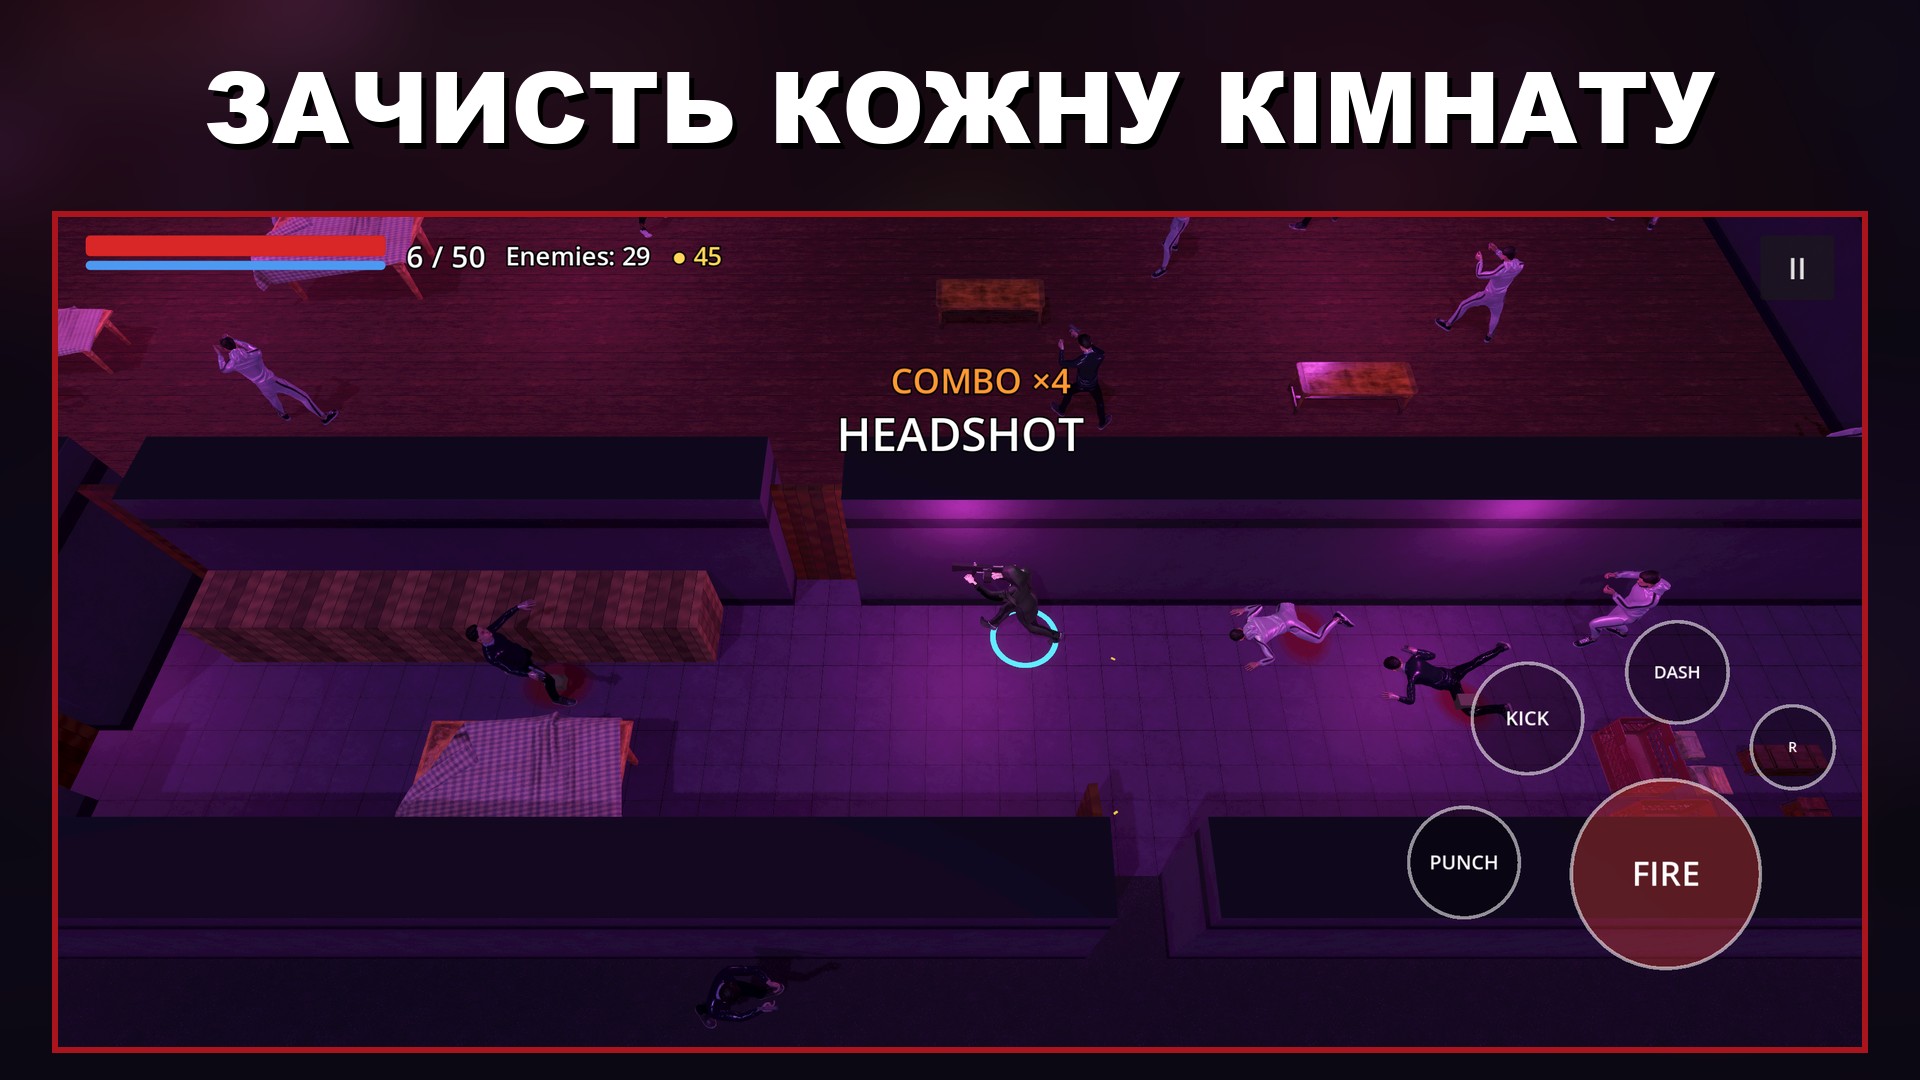 ЗАЧИСТЬ КОЖНУ КІМНАТУ
6 / 50 Enemies: 29 45
COMBO ×4
HEADSHOT
DASH
KICK
R
PUNCH
FIRE